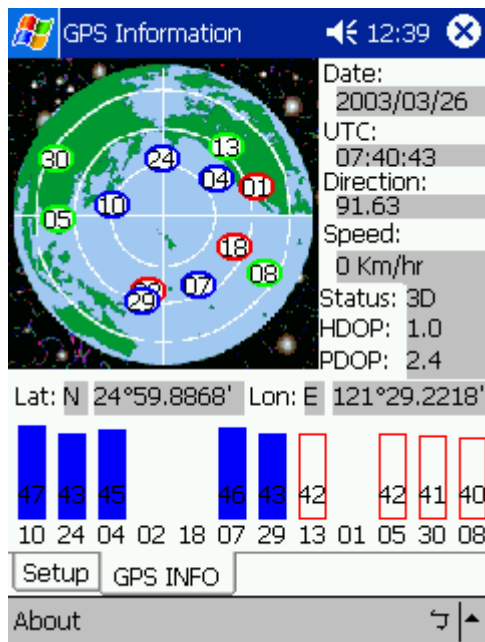 GPS Information 12:39
Date:
2003/03/26
UTC:
07:40:43
Direction:
91.63
Speed:
0 Km/hr
Status: 3D
HDOP: 1.0
PDOP: 2.4
13
24
30
04
01
10
05
18
08
07
29
Lat: N 24°59.8868' Lon: E 121°29.2218'
47 43 45 46 43 42 42 41 40
10 24 04 02 18 07 29 13 01 05 30 08
Setup GPS INFO
About